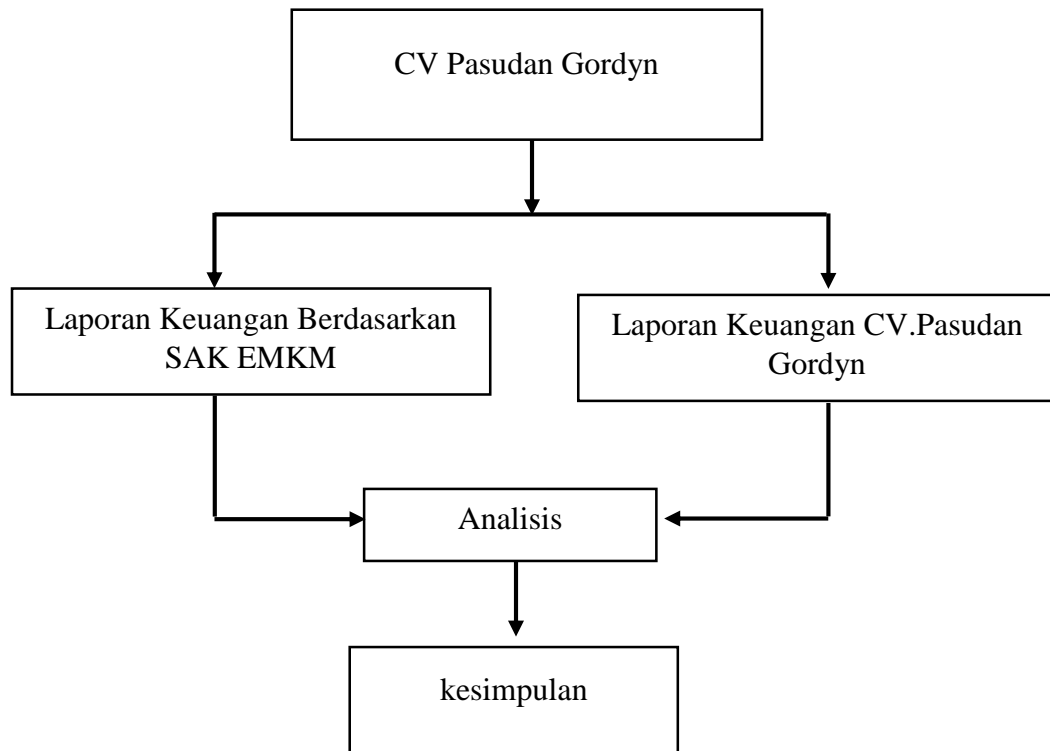 CV Pasudan Gordyn
Laporan Keuangan Berdasarkan
SAK EMKM
Laporan Keuangan CV.Pasudan
Gordyn
Analisis
kesimpulan